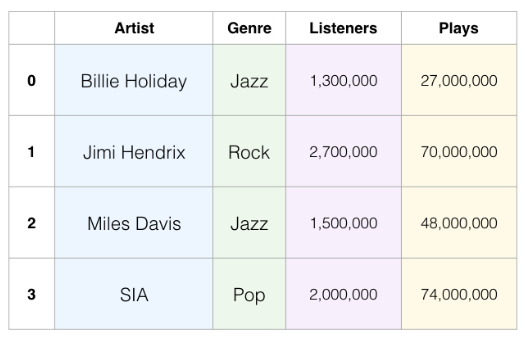 Artist Genre Listeners Plays
0 Billie Holiday Jazz 1,300,000 27,000,000
1 Jimi Hendrix Rock 2,700,000 70,000,000
2 Miles Davis Jazz 1,500,000 48,000,000
3 SIA Pop 2,000,000 74,000,000